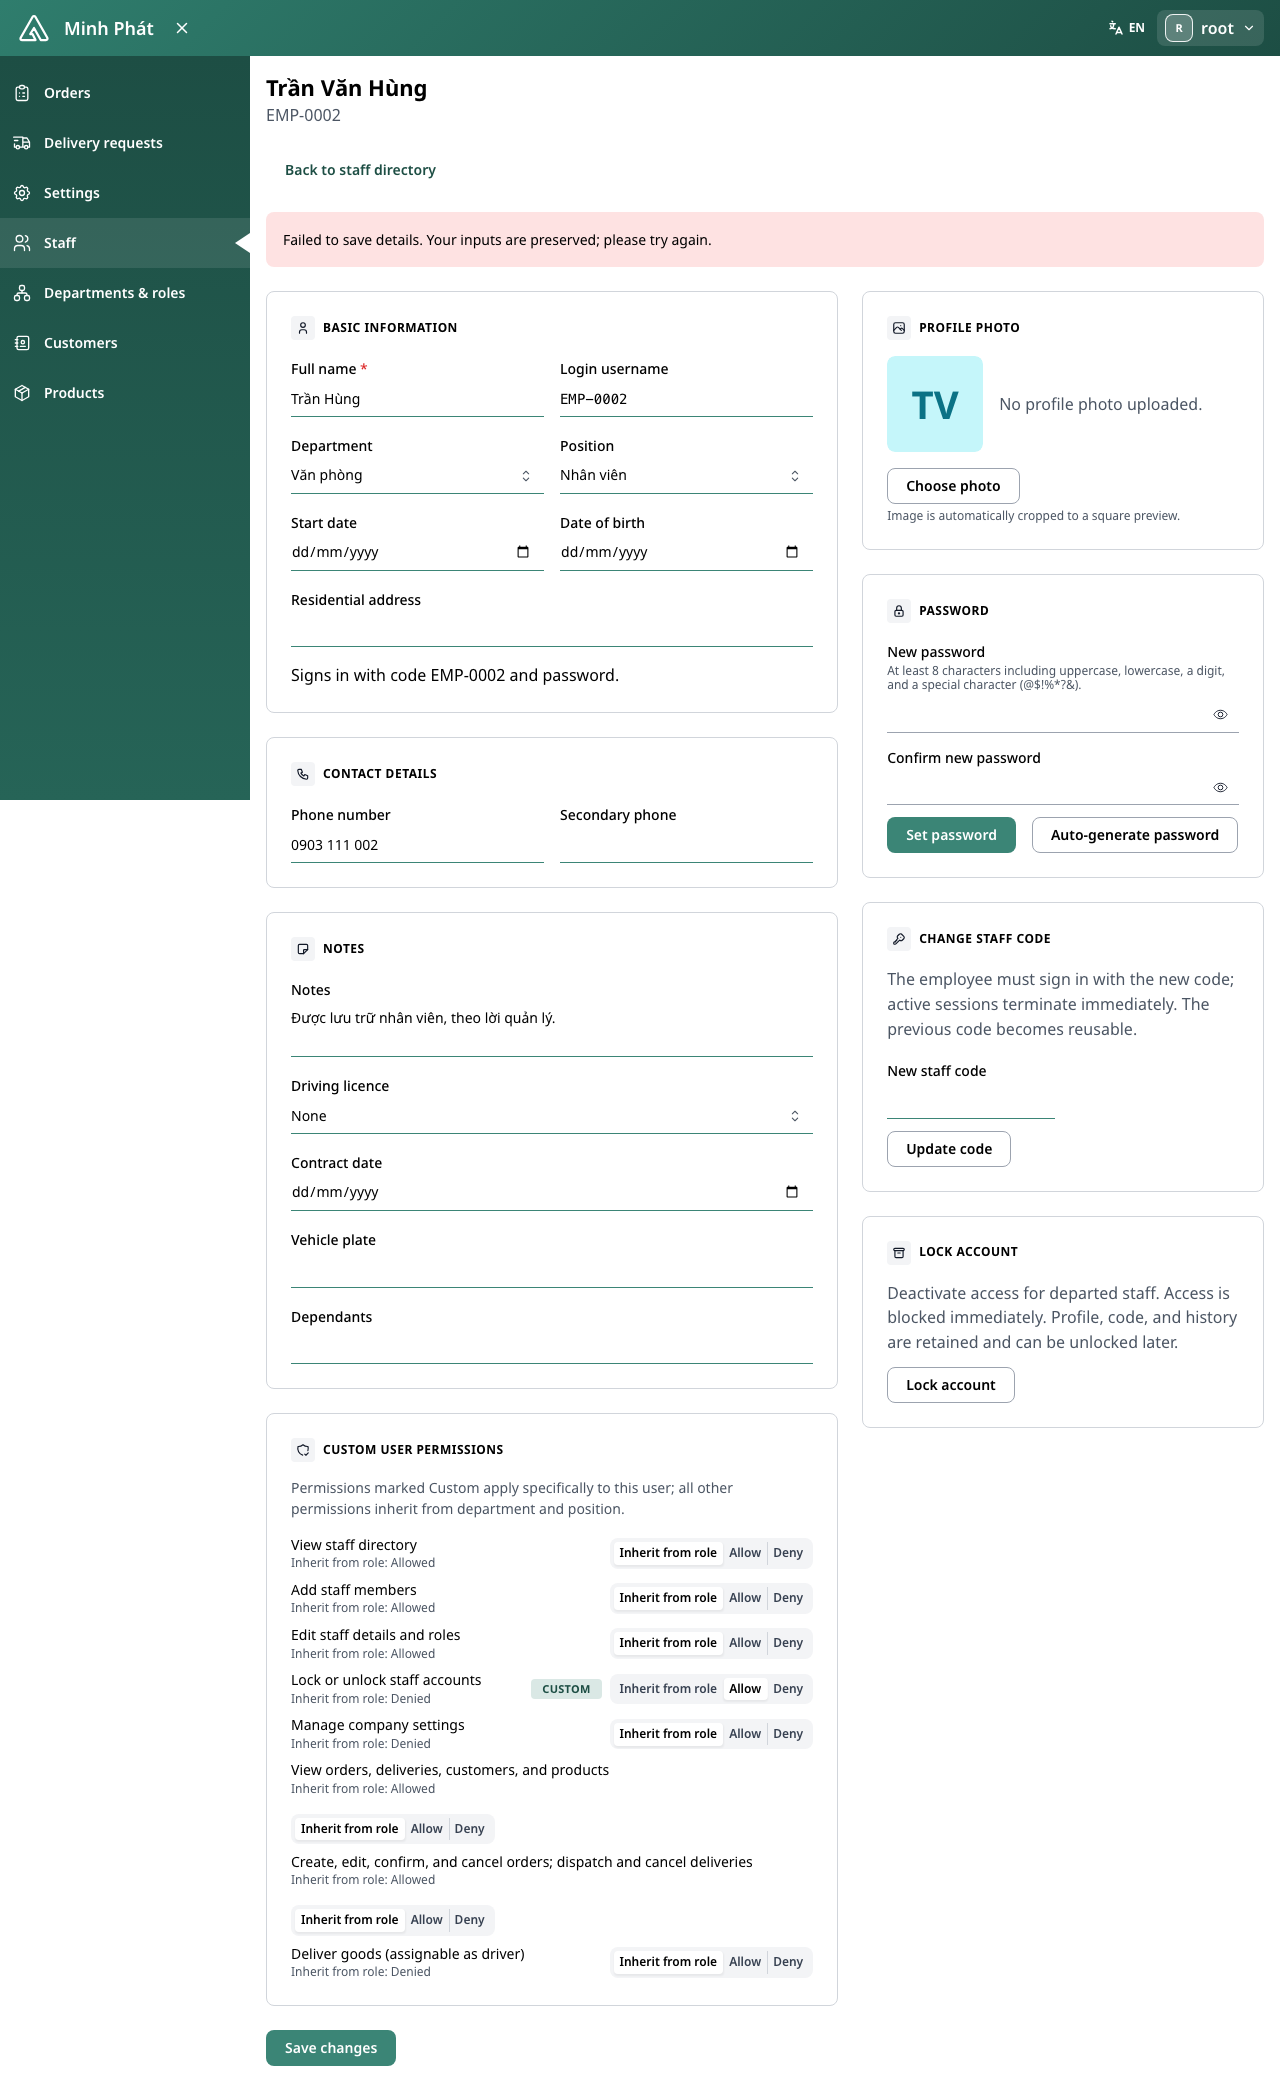 Minh Phát
EN
R
root
Orders
Delivery requests
Settings
Staff
Departments & roles
Customers
Products
Trần Văn Hùng
EMP-0002
Back to staff directory
Failed to save details. Your inputs are preserved; please try again.
BASIC INFORMATION
Full name *
Login username
Trần Hùng
EMP-0002
Department
Position
Văn phòng
Nhân viên
Start date
Date of birth
dd/mm/yyyy
dd/mm/yyyy
Residential address
Signs in with code EMP-0002 and password.
CONTACT DETAILS
Phone number
Secondary phone
0903 111 002
NOTES
Notes
Được lưu trữ nhân viên, theo lời quản lý.
Driving licence
None
Contract date
dd/mm/yyyy
Vehicle plate
Dependants
CUSTOM USER PERMISSIONS
Permissions marked Custom apply specifically to this user; all other
permissions inherit from department and position.
View staff directory
Inherit from role: Allowed
Inherit from role Allow Deny
Add staff members
Inherit from role: Allowed
Inherit from role Allow Deny
Edit staff details and roles
Inherit from role: Allowed
Inherit from role Allow Deny
Lock or unlock staff accounts
Inherit from role: Denied
CUSTOM
Inherit from role Allow Deny
Manage company settings
Inherit from role: Denied
Inherit from role Allow Deny
View orders, deliveries, customers, and products
Inherit from role: Allowed
Inherit from role Allow Deny
Create, edit, confirm, and cancel orders; dispatch and cancel deliveries
Inherit from role: Allowed
Inherit from role Allow Deny
Deliver goods (assignable as driver)
Inherit from role: Denied
Inherit from role Allow Deny
Save changes
PROFILE PHOTO
TV
No profile photo uploaded.
Choose photo
Image is automatically cropped to a square preview.
PASSWORD
New password
At least 8 characters including uppercase, lowercase, a digit,
and a special character (@$!%*?&).
Confirm new password
Set password
Auto-generate password
CHANGE STAFF CODE
The employee must sign in with the new code;
active sessions terminate immediately. The
previous code becomes reusable.
New staff code
Update code
LOCK ACCOUNT
Deactivate access for departed staff. Access is
blocked immediately. Profile, code, and history
are retained and can be unlocked later.
Lock account